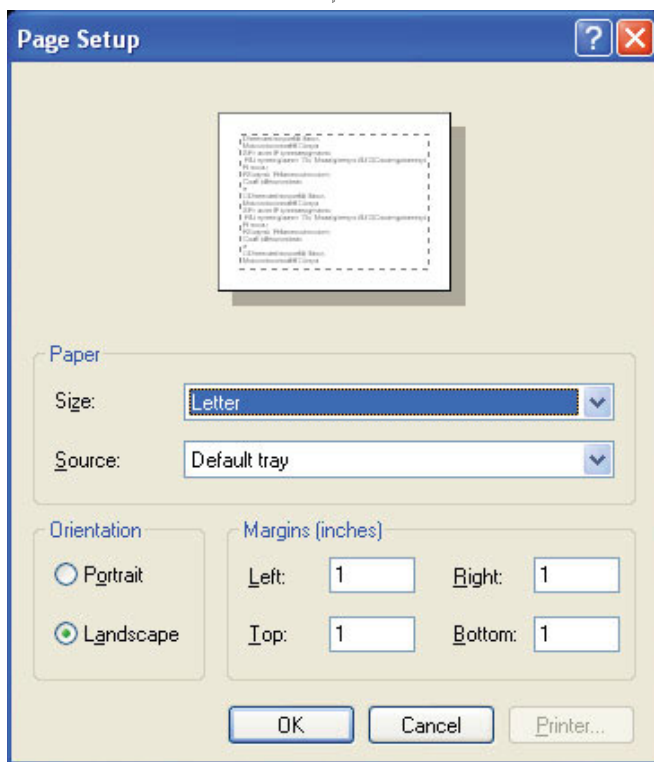 Page Setup
Paper
Size: Letter
Source: Default tray
Orientation
Portrait
Landscape
Margins (inches)
Left: 1 Right: 1
Top: 1 Bottom: 1
OK Cancel Printer...